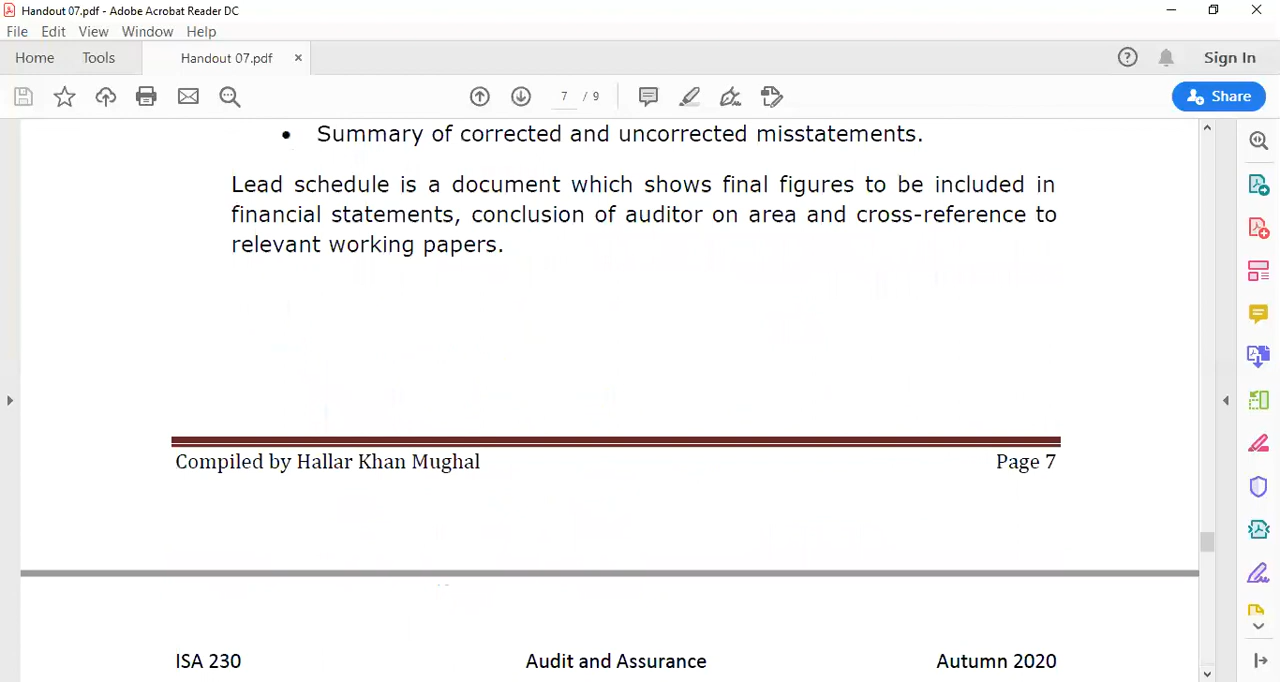 Handout 07.pdf - Adobe Acrobat Reader DC
File Edit View Window Help
Home Tools Handout 07.pdf × Sign In
7 / 9 Share
• Summary of corrected and uncorrected misstatements.
Lead schedule is a document which shows final figures to be included in
financial statements, conclusion of auditor on area and cross-reference to
relevant working papers.
Compiled by Hallar Khan Mughal Page 7
ISA 230 Audit and Assurance Autumn 2020